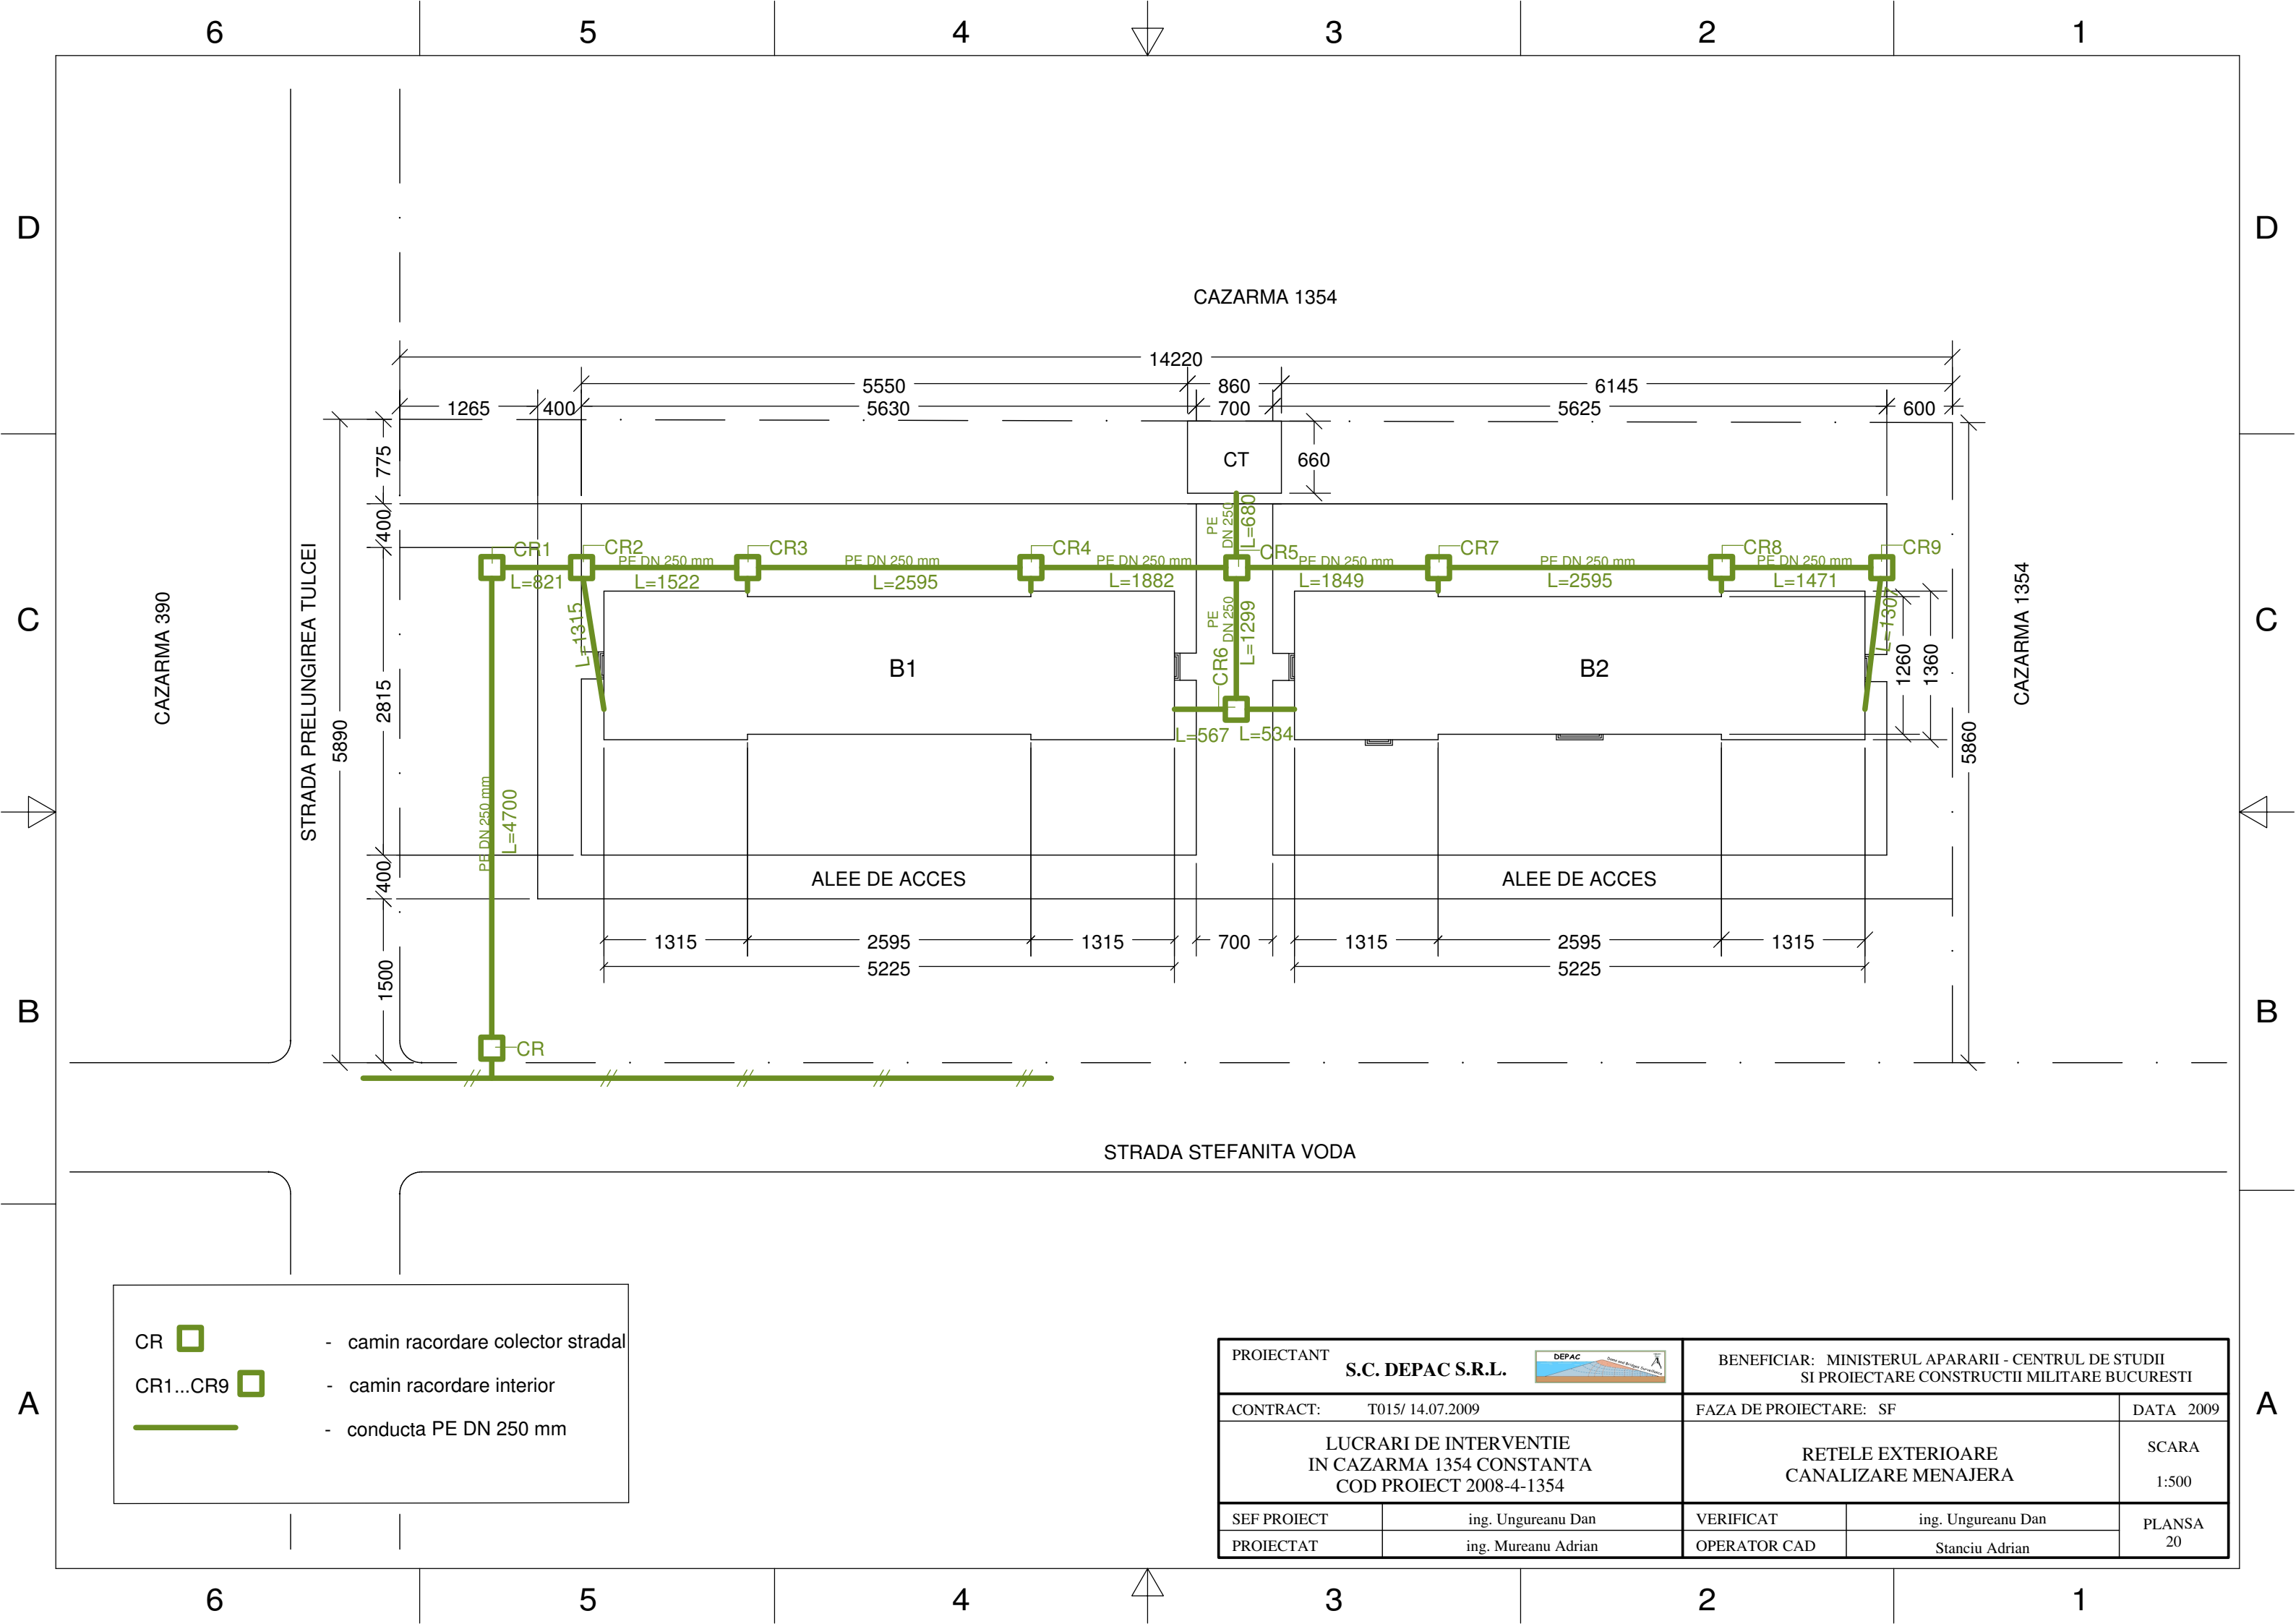 6 5 4 3 2 1
D D
CAZARMA 1354
14220
5550 860 6145
1265 400 5630 700 5625 600
775
CT
660
400
PE
DN 250
L=680
CR1 CR2 CR3 CR4 CR5 CR7 CR8 CR9
PE DN 250 mm PE DN 250 mm PE DN 250 mm PE DN 250 mm PE DN 250 mm PE DN 250 mm
L=821 L=1522 L=2595 L=1882 L=1849 L=2595 L=1471
C C
CAZARMA 390
STRADA PRELUNGIREA TULCEI
5890
2815
L=1315
B1
PE
DN 250
L=1299
CR6
L=567 L=534
B2
1260
1360
5860
CAZARMA 1354
PE DN 250 mm
L=4700
400
ALEE DE ACCES ALEE DE ACCES
1315 2595 1315 700 1315 2595 1315
5225 5225
1500
B B
CR
STRADA STEFANITA VODA
CR - camin racordare colector stradal
CR1...CR9 - camin racordare interior
- conducta PE DN 250 mm
A A
PROIECTANT
S.C. DEPAC S.R.L.
DEPAC
BENEFICIAR: MINISTERUL APARARII - CENTRUL DE STUDII
SI PROIECTARE CONSTRUCTII MILITARE BUCURESTI
CONTRACT: T015/ 14.07.2009
FAZA DE PROIECTARE: SF
DATA 2009
LUCRARI DE INTERVENTIE
IN CAZARMA 1354 CONSTANTA
COD PROIECT 2008-4-1354
RETELE EXTERIOARE
CANALIZARE MENAJERA
SCARA
1:500
SEF PROIECT ing. Ungureanu Dan
VERIFICAT ing. Ungureanu Dan
PROIECTAT ing. Mureanu Adrian
OPERATOR CAD Stanciu Adrian
PLANSA
20
6 5 4 3 2 1